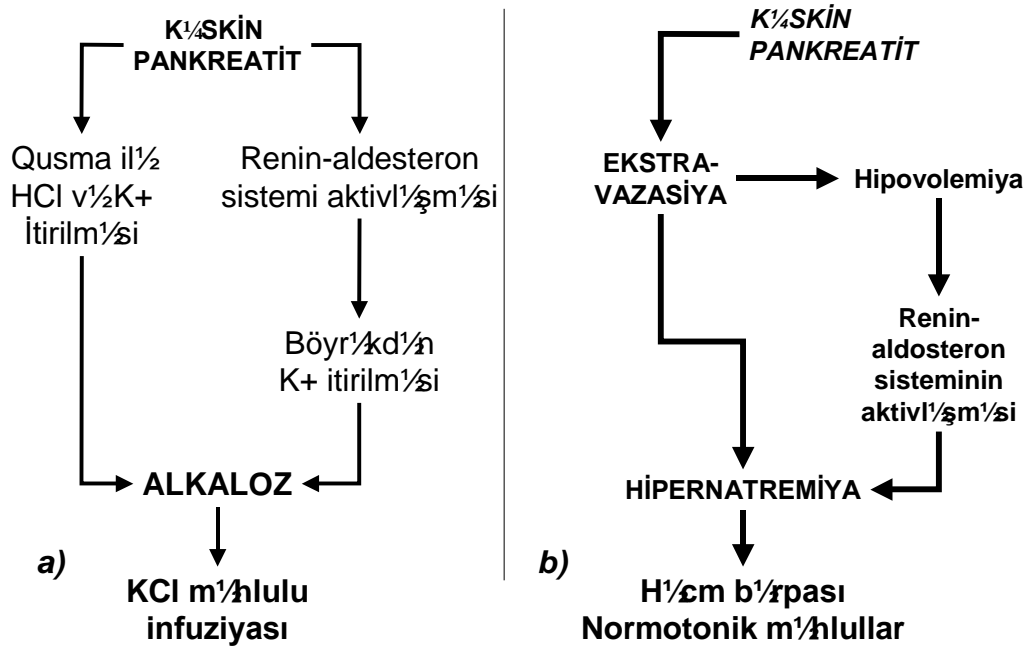 K¼SKİN
PANKREATİT
Qusma il½
HCl v½K+
İtirilm½si
Renin-aldesteron
sistemi aktivl½şm½si
Böyr½kd½n
K+ itirilm½si
ALKALOZ
a)
KCl m½hlulu
infuziyası
K¼SKİN
PANKREATİT
EKSTRA-
VAZASİYA
Hipovolemiya
Renin-
aldosteron
sisteminin
aktivl½şm½si
HİPERNATREMİYA
b)
H½cm b½rpası
Normotonik m½hlullar